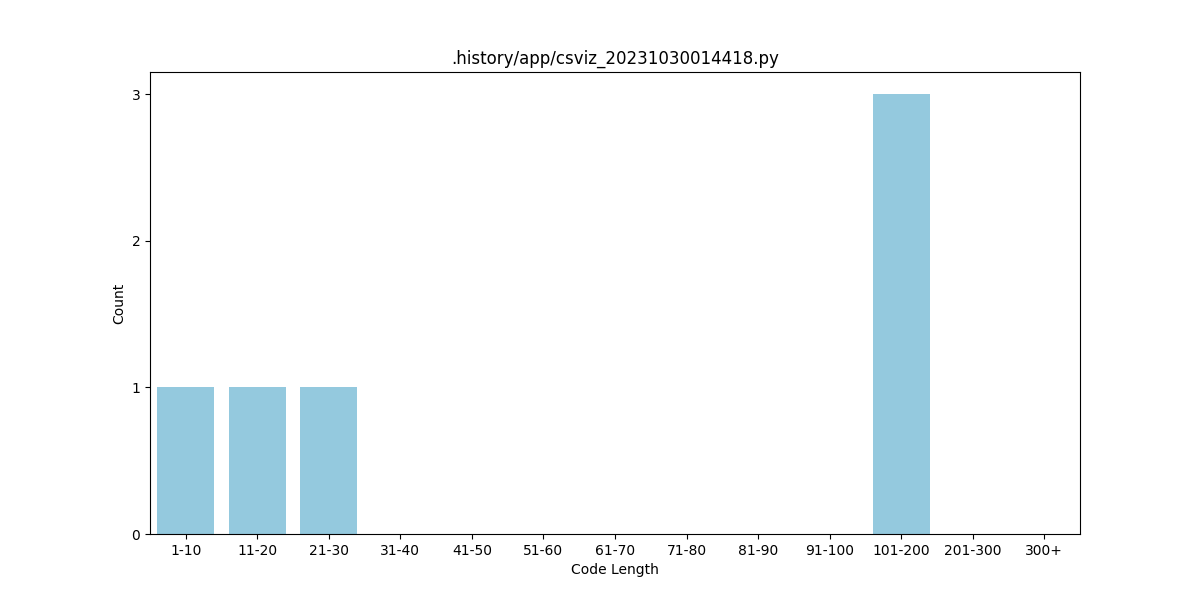 .history/app/csviz_20231030014418.py
3
2
1
0
Count
1-10 11-20 21-30 31-40 41-50 51-60 61-70 71-80 81-90 91-100 101-200 201-300 300+
Code Length